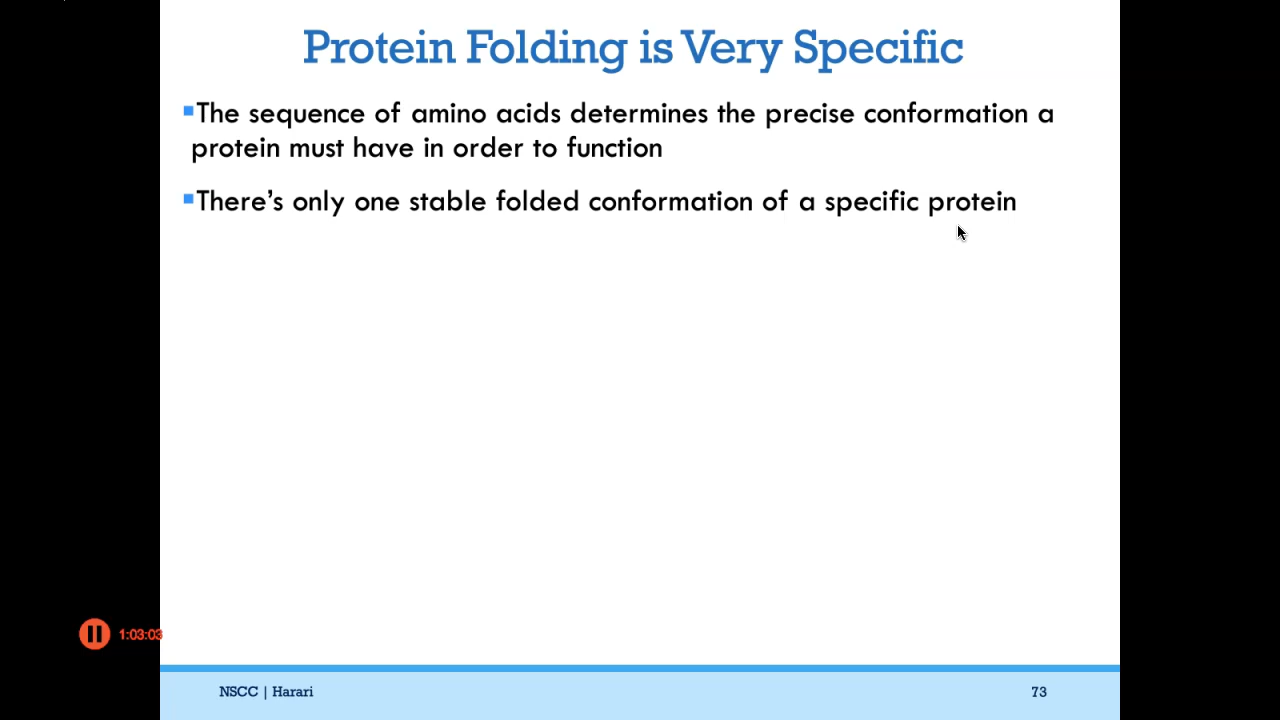 Protein Folding is Very Specific
▪The sequence of amino acids determines the precise conformation a
protein must have in order to function
▪There’s only one stable folded conformation of a specific protein
1:03:03
NSCC | Harari
73